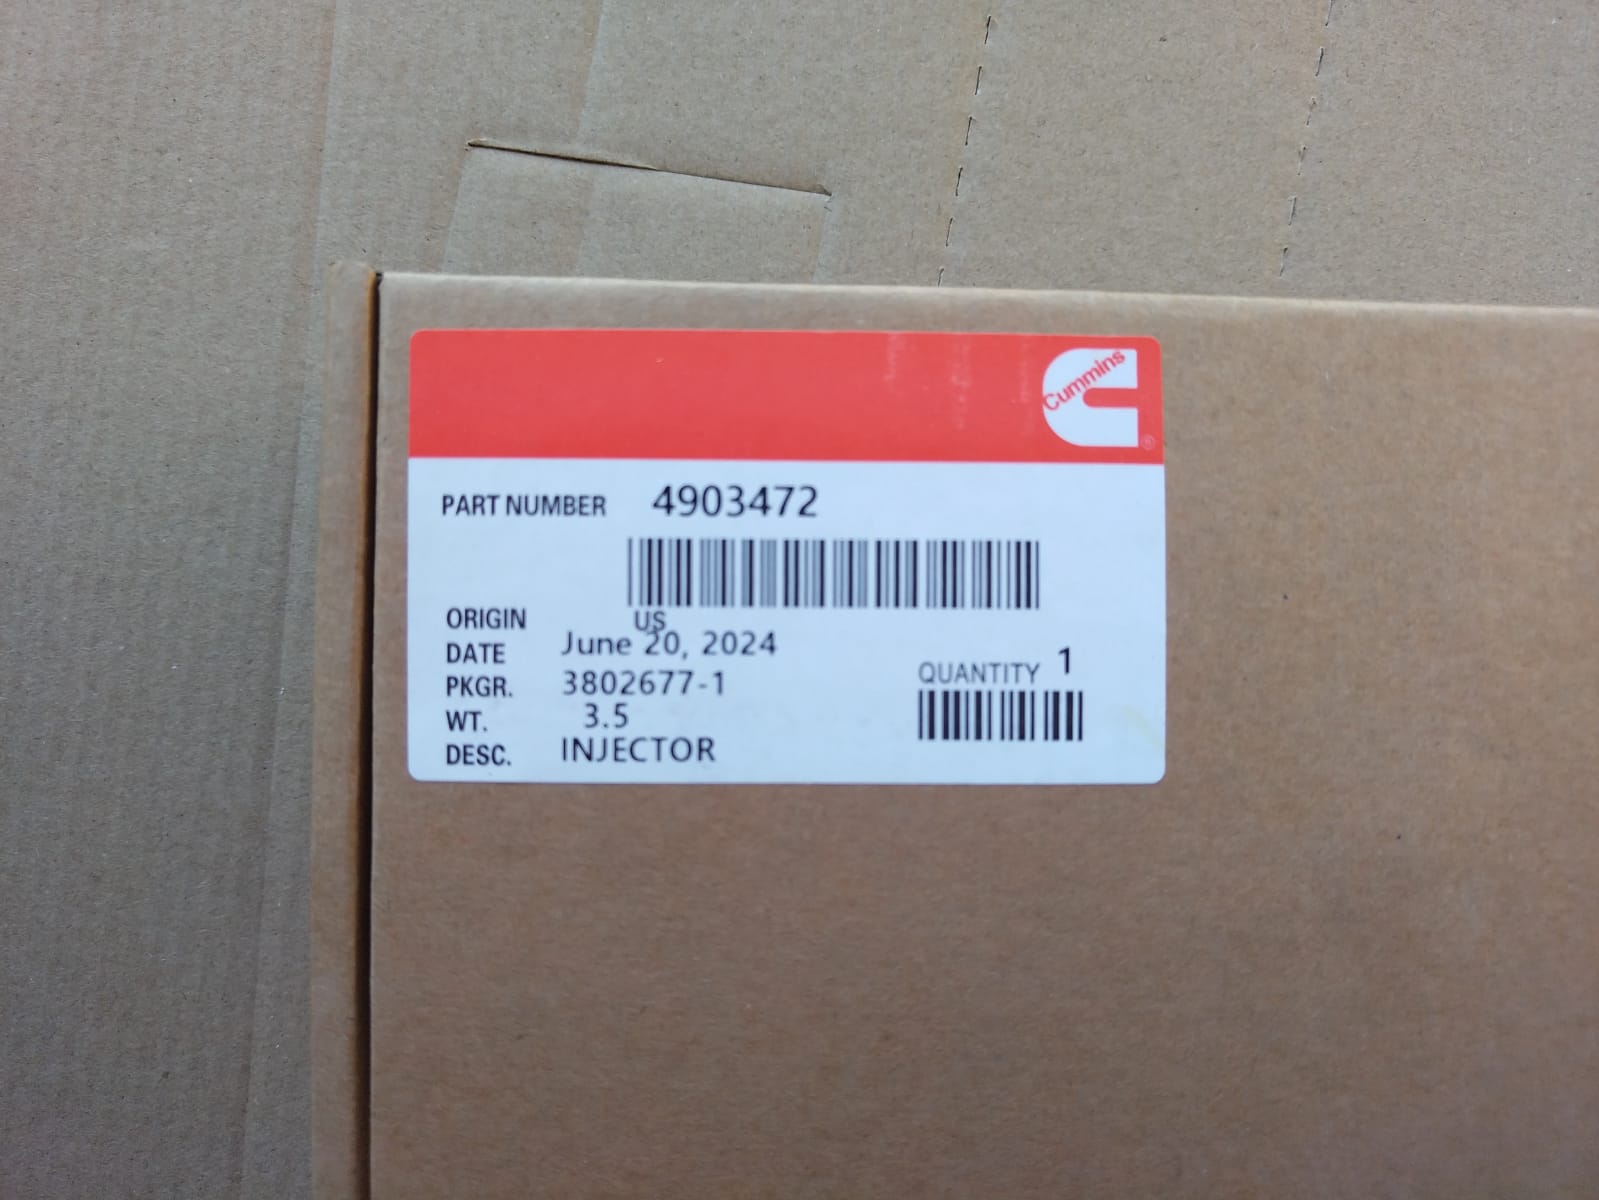 Cummins
®
PART NUMBER 4903472
ORIGIN US
DATE June 20, 2024
PKGR. 3802677-1
QUANTITY 1
WT. 3.5
DESC. INJECTOR